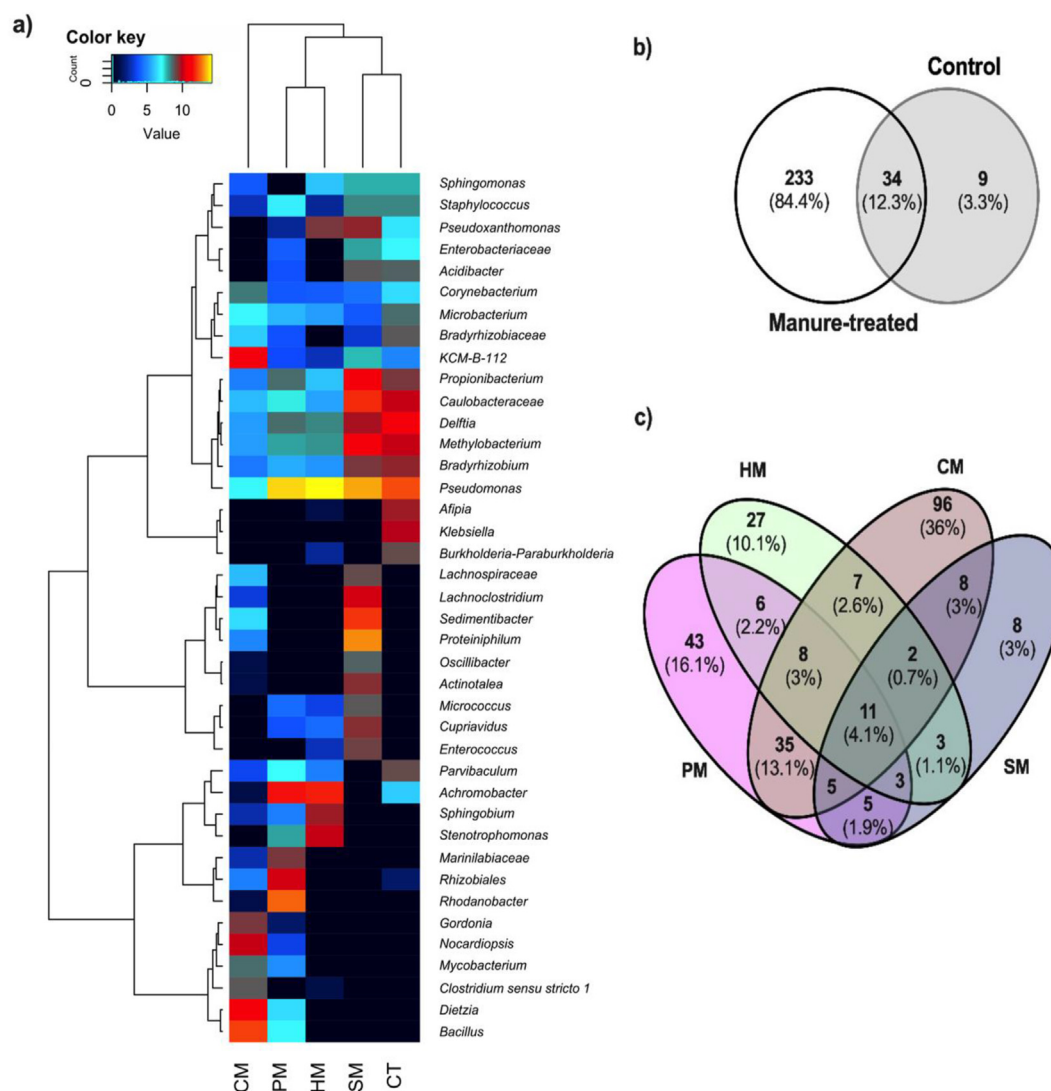 a)
Color key
Count
0
0 5 10
Value
Sphingomonas
Staphylococcus
Pseudoxanthomonas
Enterobacteriaceae
Acidibacter
Corynebacterium
Microbacterium
Bradyrhizobiaceae
KCM-B-112
Propionibacterium
Caulobacteraceae
Delftia
Methylobacterium
Bradyrhizobium
Pseudomonas
Afipia
Klebsiella
Burkholderia-Paraburkholderia
Lachnospiraceae
Lachnoclostridium
Sedimentibacter
Proteiniphilum
Oscillibacter
Actinotalea
Micrococcus
Cupriavidus
Enterococcus
Parvibaculum
Achromobacter
Sphingobium
Stenotrophomonas
Marinilabiaceae
Rhizobiales
Rhodanobacter
Gordonia
Nocardiopsis
Mycobacterium
Clostridium sensu stricto 1
Dietzia
Bacillus
CM PM HM SM CT
b)
Control
233 34 9
(84.4%) (12.3%) (3.3%)
Manure-treated
c)
HM CM
27 96
(10.1%) (36%)
7 8
(2.6%) (3%)
6 8
(2.2%) (3%)
43 8 2
(16.1%) (3%) (0.7%)
11
(4.1%)
35 3
(13.1%) (1.1%)
PM SM
5 3
5
(1.9%)